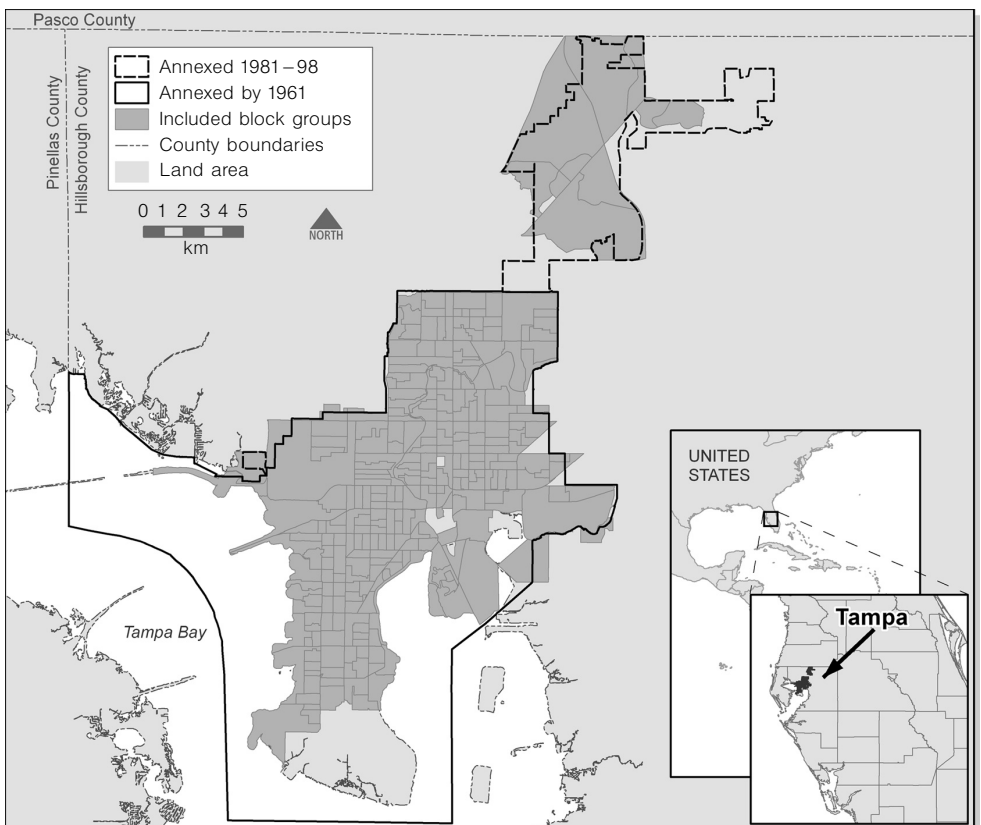 Pasco County
Pinellas County
Hillsborough County
Annexed 1981–98
Annexed by 1961
Included block groups
County boundaries
Land area
0 1 2 3 4 5
km
NORTH
UNITED
STATES
Tampa
Tampa Bay